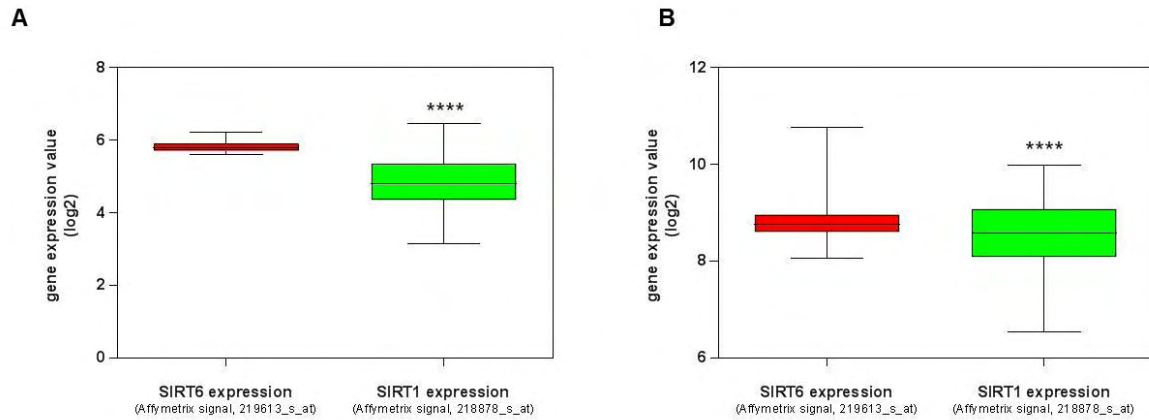 A
8
6
4
2
0
gene expression value
(log2)
****
SIRT6 expression
(Affymetrix signal, 219613_s_at)
SIRT1 expression
(Affymetrix signal, 218878_s_at)
B
12
10
8
6
gene expression value
(log2)
****
SIRT6 expression
(Affymetrix signal, 219613_s_at)
SIRT1 expression
(Affymetrix signal, 218878_s_at)